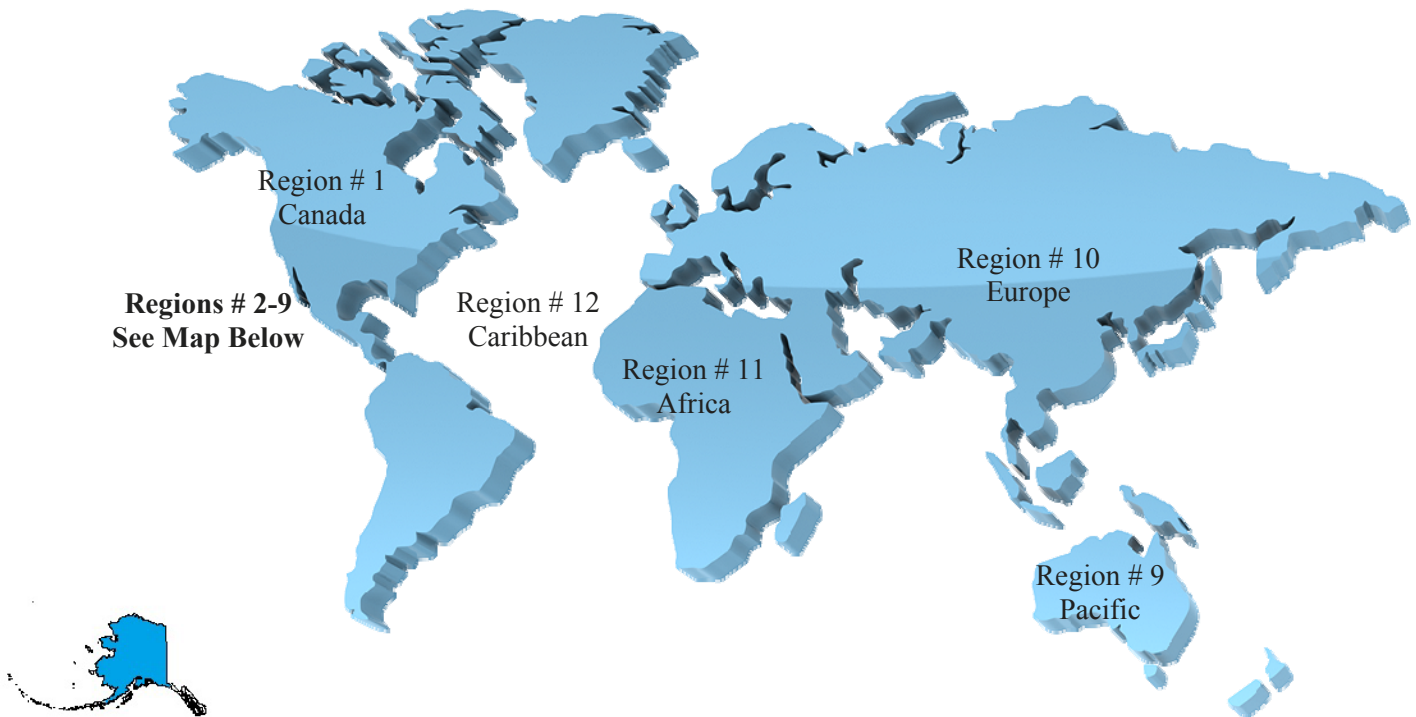 Region # 1
Canada
Regions # 2-9
See Map Below
Region # 12
Caribbean
Region # 10
Europe
Region # 11
Africa
Region # 9
Pacific